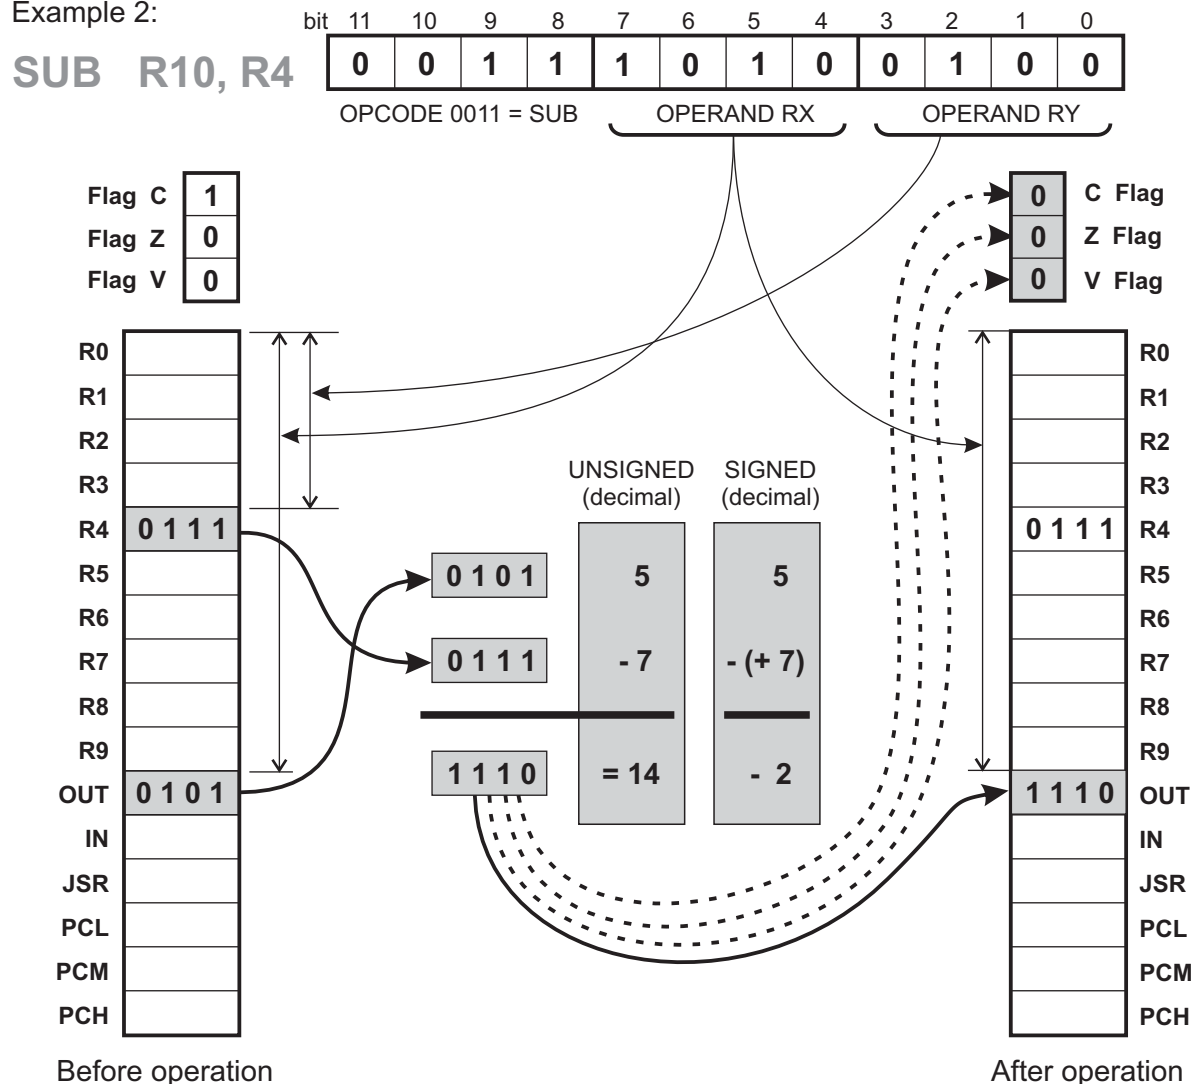 Example 2:
bit 11 10 9 8 7 6 5 4 3 2 1 0
SUB R10, R4 0 0 1 1 1 0 1 0 0 1 0 0
OPCODE 0011 = SUB OPERAND RX OPERAND RY
Flag C 1 0 C Flag
Flag Z 0 0 Z Flag
Flag V 0 0 V Flag
R0 R0
R1 R1
R2 R2
UNSIGNED SIGNED
(decimal) (decimal)
R3 R3
R4 0 1 1 1 0 1 1 1 R4
R5 0 1 0 1 5 5 R5
R6 R6
R7 0 1 1 1 - 7 - (+ 7) R7
R8 R8
R9 R9
1 1 1 0 = 14 - 2
OUT 0 1 0 1 1 1 1 0 OUT
IN IN
JSR JSR
PCL PCL
PCM PCM
PCH PCH
Before operation After operation